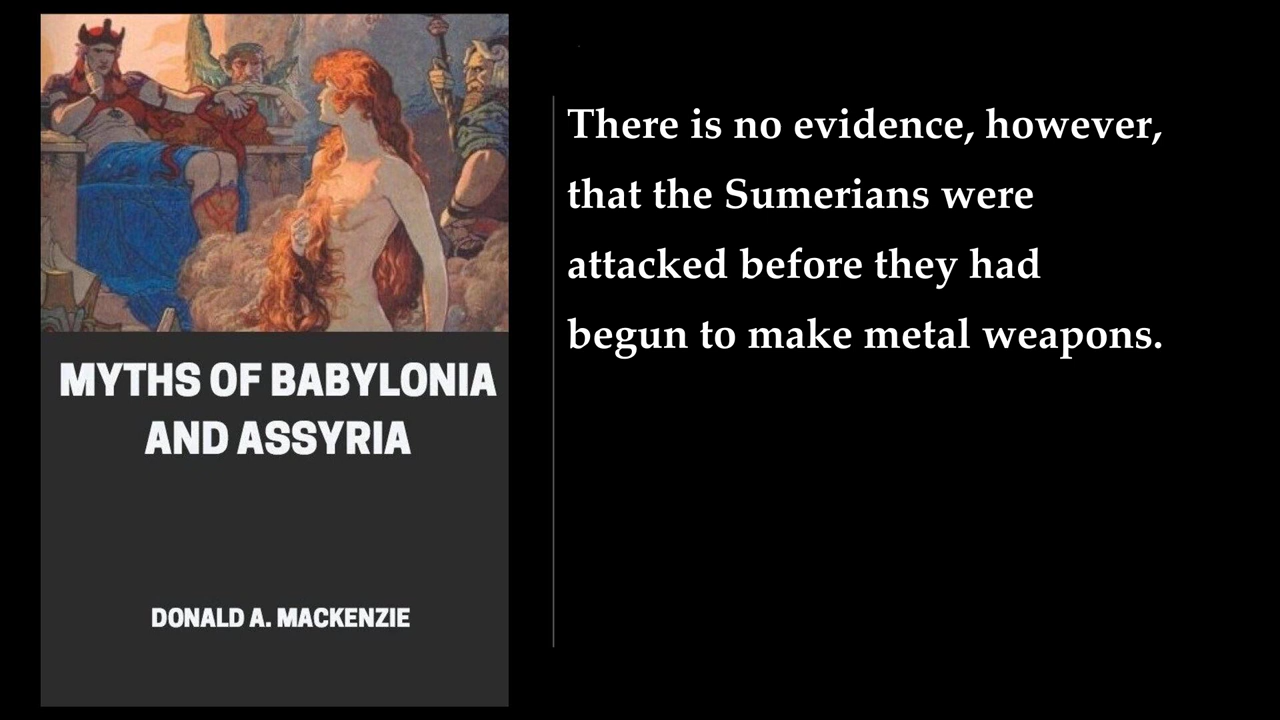 MYTHS OF BABYLONIA
AND ASSYRIA
DONALD A. MACKENZIE
There is no evidence, however,
that the Sumerians were
attacked before they had
begun to make metal weapons.